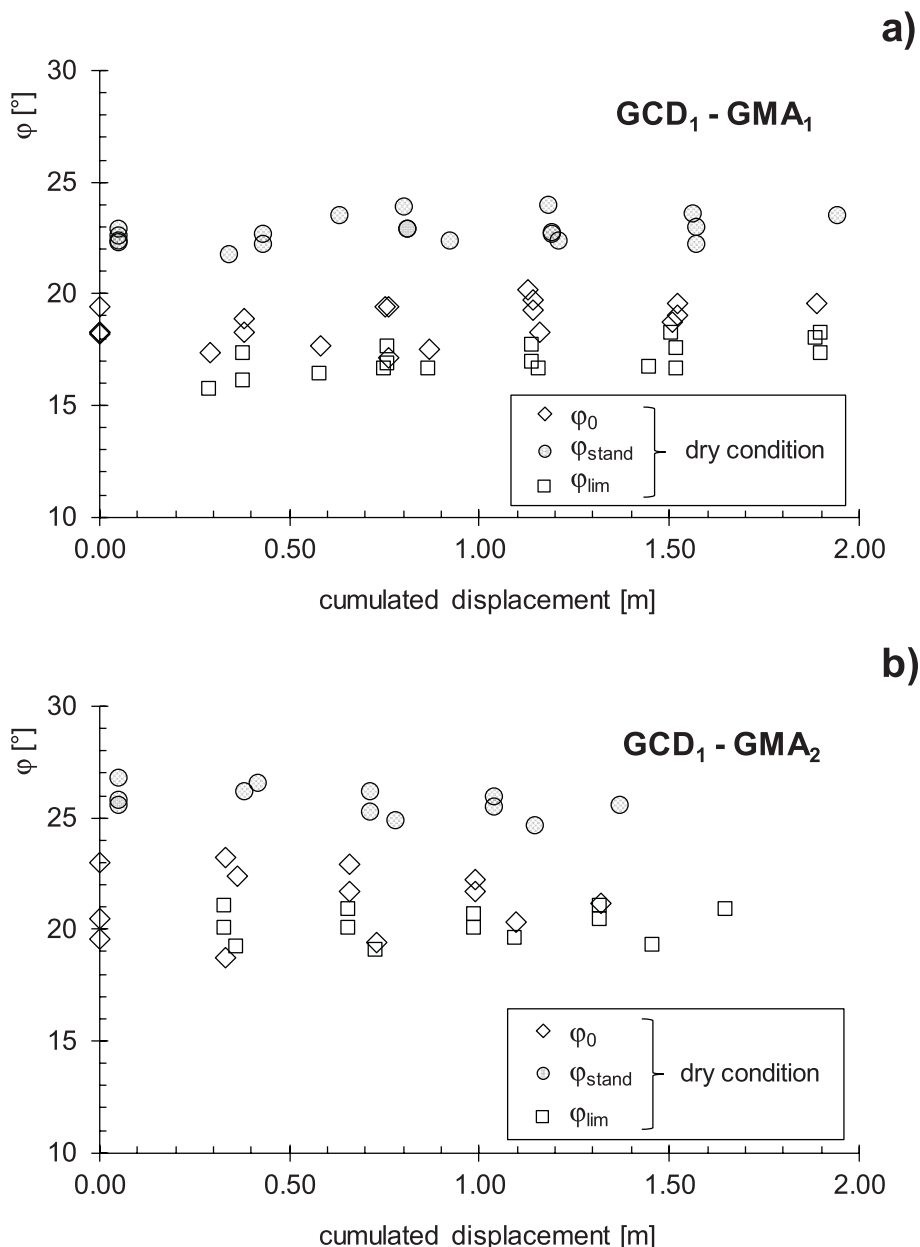 a)
30
25
20
15
10
φ [°]
GCD₁ - GMA₁
φ₀
φstand
φlim
dry condition
0.00 0.50 1.00 1.50 2.00
cumulated displacement [m]
b)
30
25
20
15
10
φ [°]
GCD₁ - GMA₂
φ₀
φstand
φlim
dry condition
0.00 0.50 1.00 1.50 2.00
cumulated displacement [m]